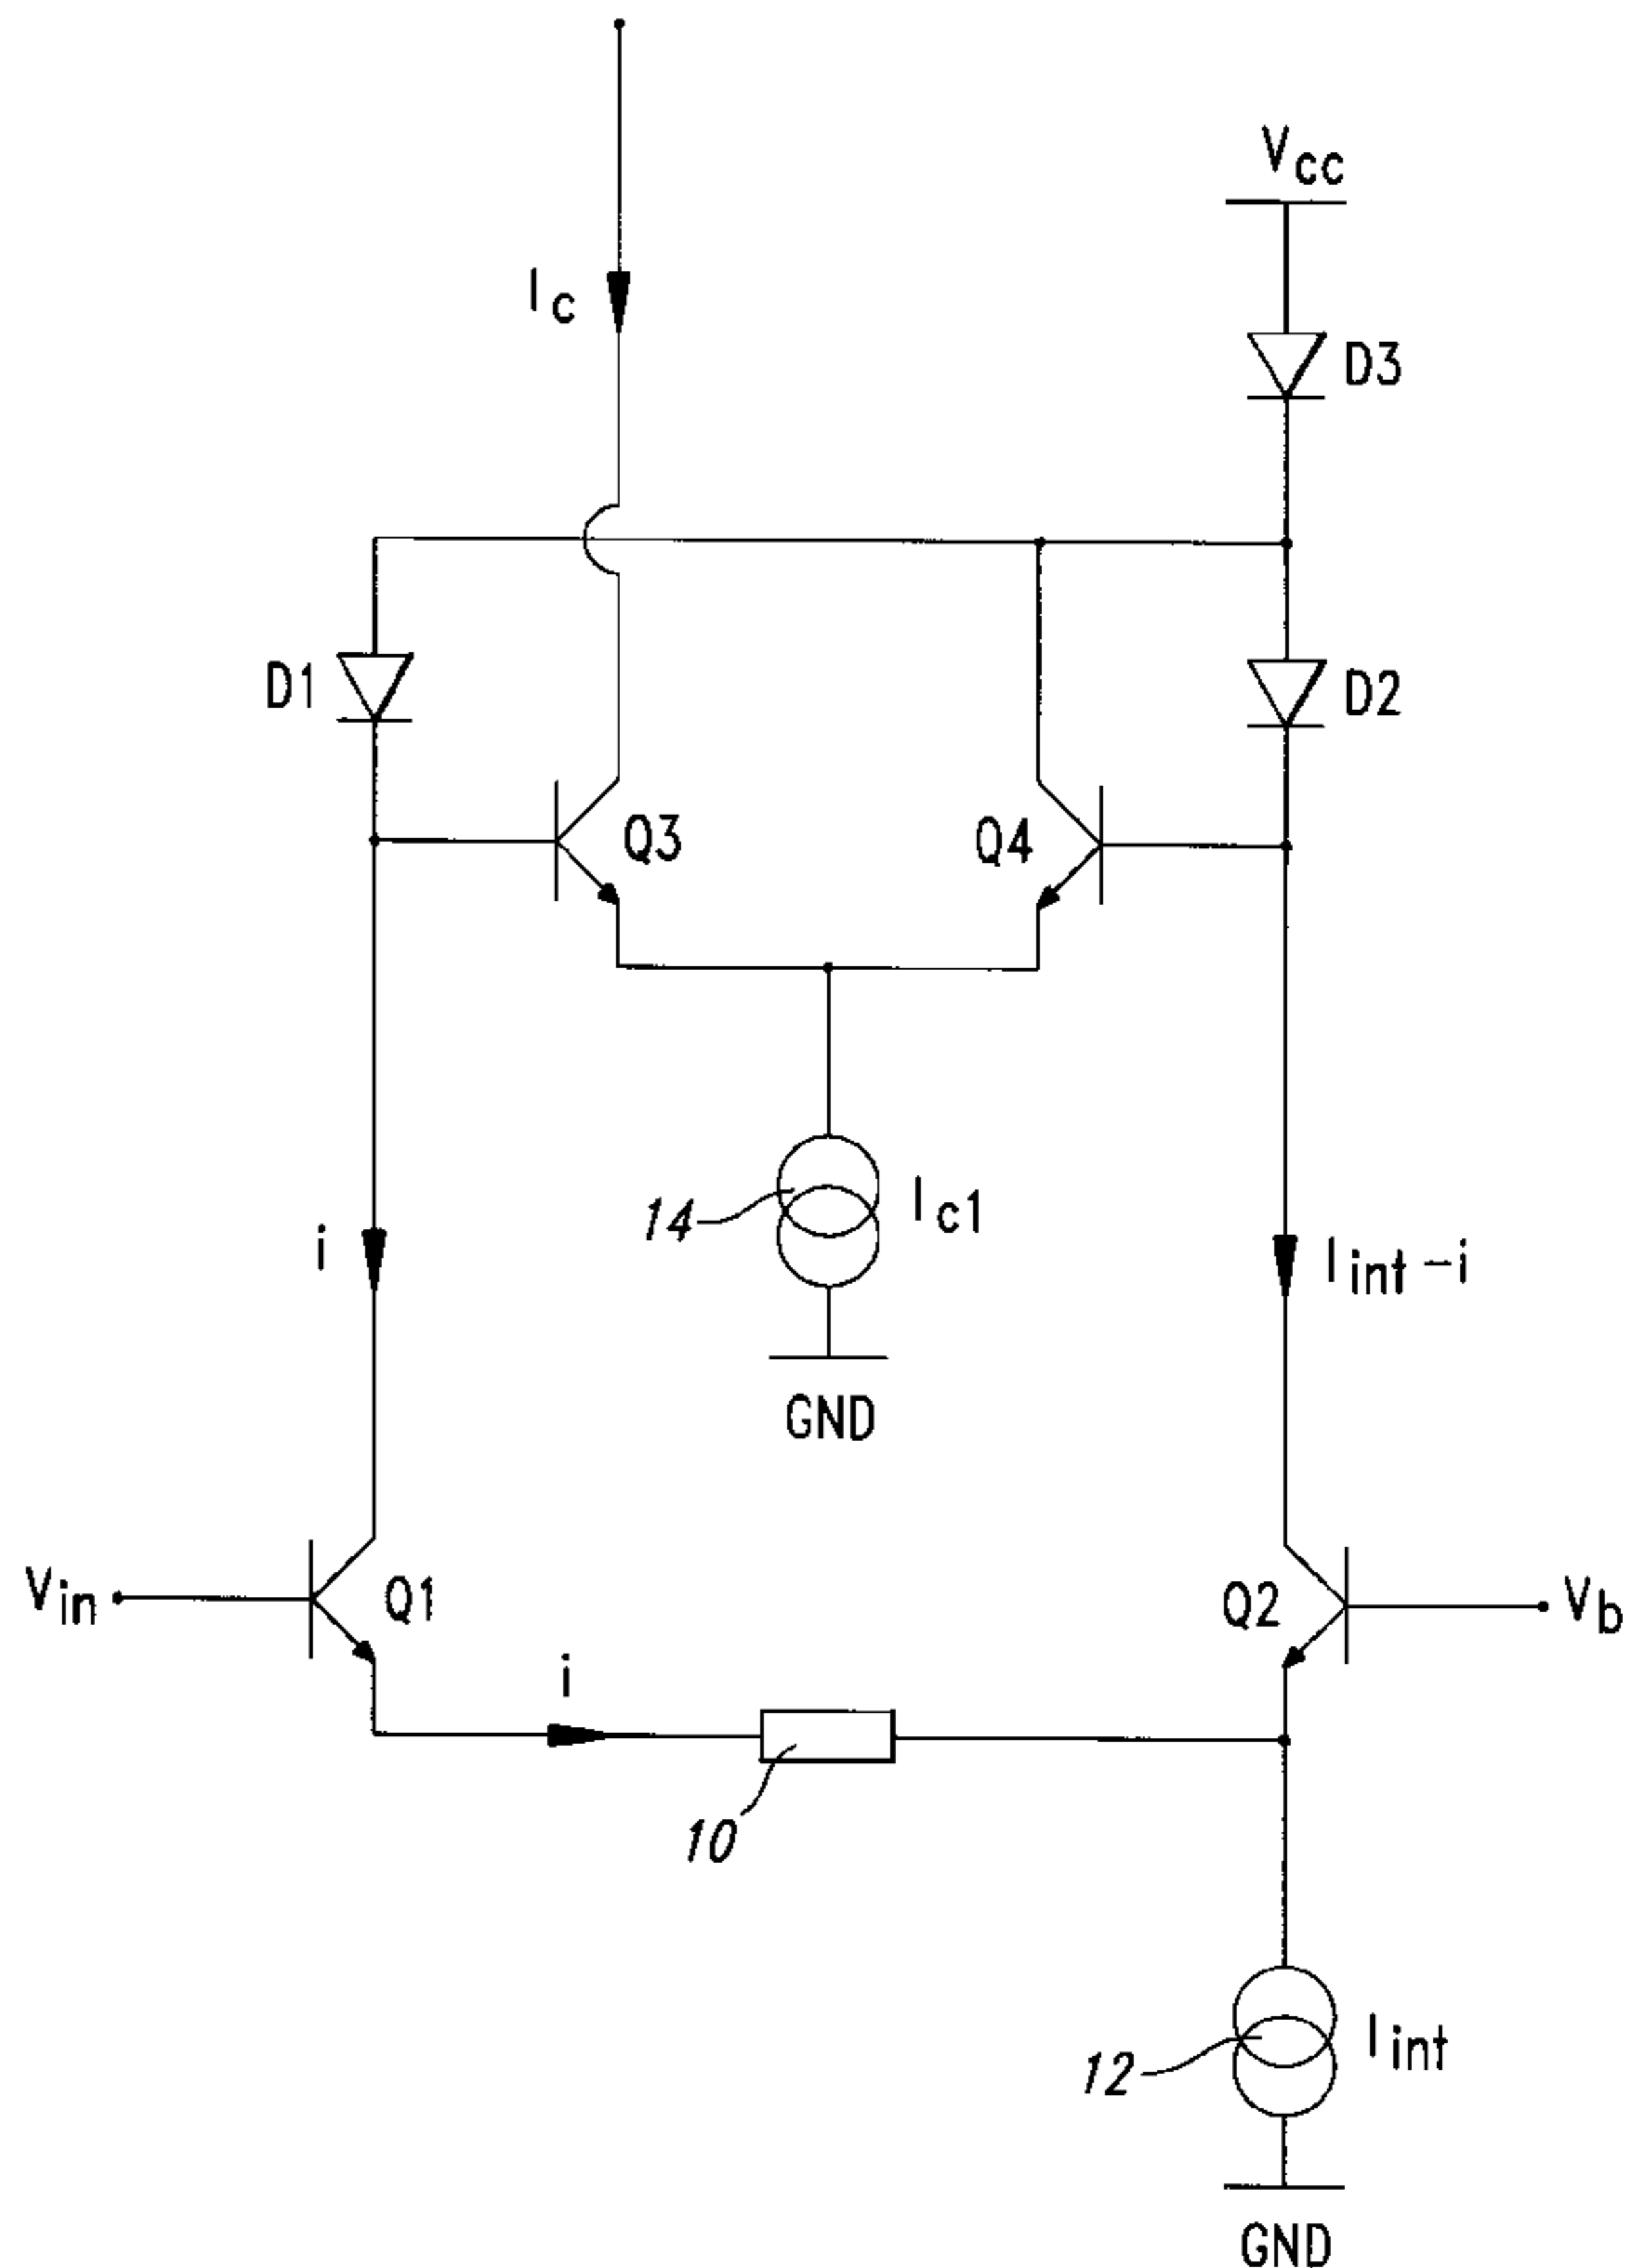 Vcc
Ic
D3
D1
D2
Q3
Q4
14
Ic1
i
Iint-i
GND
Vin
Q1
Q2
Vb
i
10
12
Iint
GND